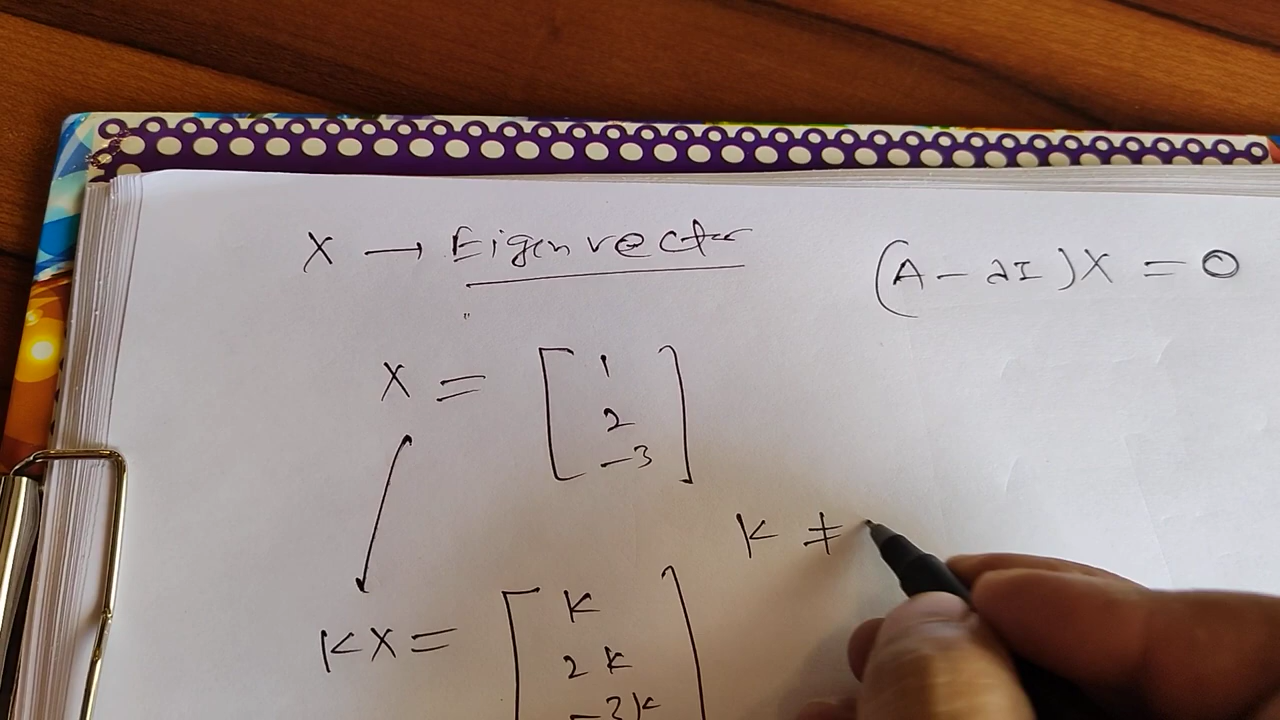 X → Eigen vector
(A - λI)X = 0
X = [ 1
2
-3 ]
K ≠
KX = [ K
2K
-3K